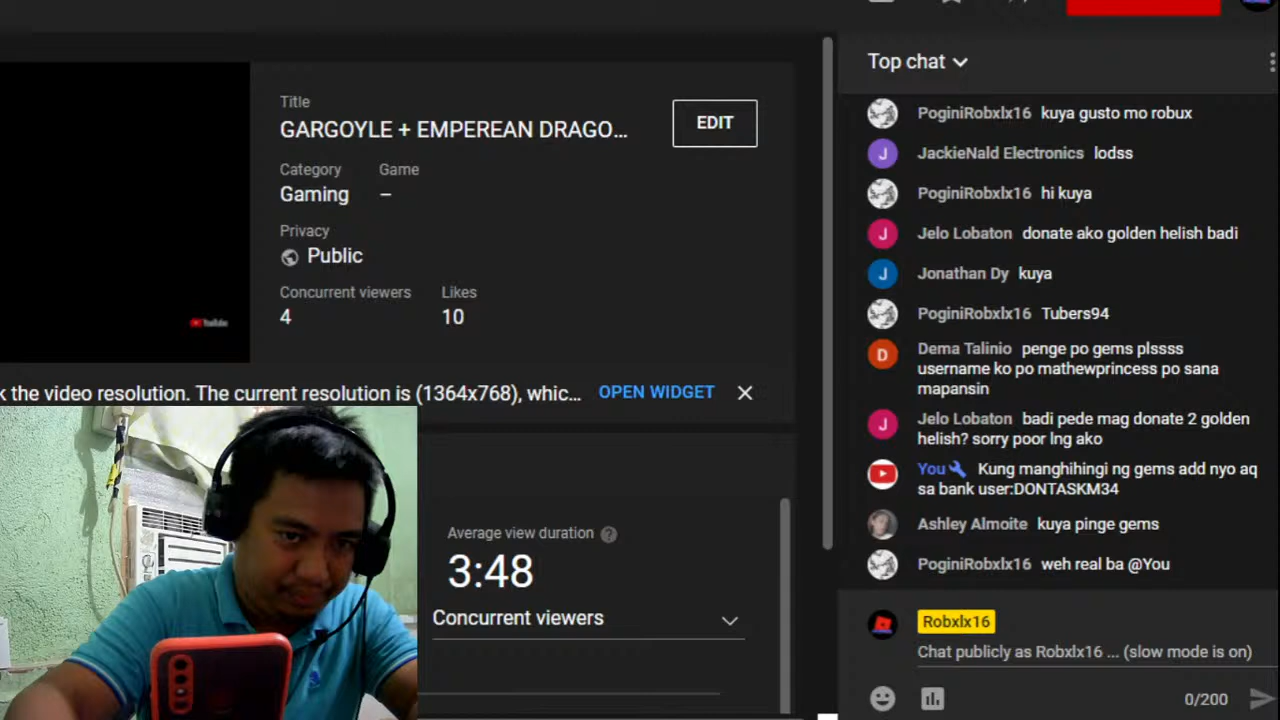 Title
GARGOYLE + EMPEREAN DRAGO...
EDIT
Category Game
Gaming –
Privacy
Public
Concurrent viewers Likes
4 10
YouTube
k the video resolution. The current resolution is (1364x768), whic... OPEN WIDGET
Average view duration
3:48
Concurrent viewers
Top chat
PoginiRobxlx16 kuya gusto mo robux
JackieNald Electronics lodss
PoginiRobxlx16 hi kuya
Jelo Lobaton donate ako golden helish badi
Jonathan Dy kuya
PoginiRobxlx16 Tubers94
Dema Talinio penge po gems plssss
username ko po mathewprincess po sana
mapansin
Jelo Lobaton badi pede mag donate 2 golden
helish? sorry poor lng ako
You Kung manghihingi ng gems add nyo aq
sa bank user:DONTASKM34
Ashley Almoite kuya pinge gems
PoginiRobxlx16 weh real ba @You
Robxlx16
Chat publicly as Robxlx16 ... (slow mode is on)
0/200